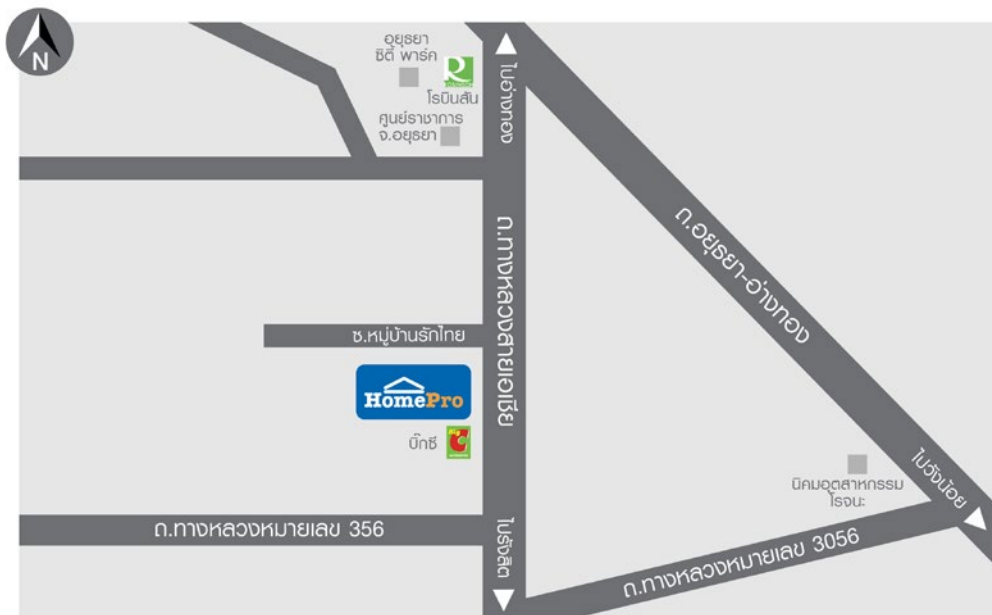 N
อยุธยา
ซิตี้ พาร์ค
โรบินสัน
ศูนย์ราชการ
จ.อยุธยา
ไปอ่างทอง
ถ.ทางหลวงสายเอเชีย
ถ.อยุธยา-อ่างทอง
ซ.หมู่บ้านรักไทย
HomePro
บิ๊กซี
ไปวังน้อย
นิคมอุตสาหกรรม
โรจนะ
ถ.ทางหลวงหมายเลข 356
ไปรังสิต
ถ.ทางหลวงหมายเลข 3056